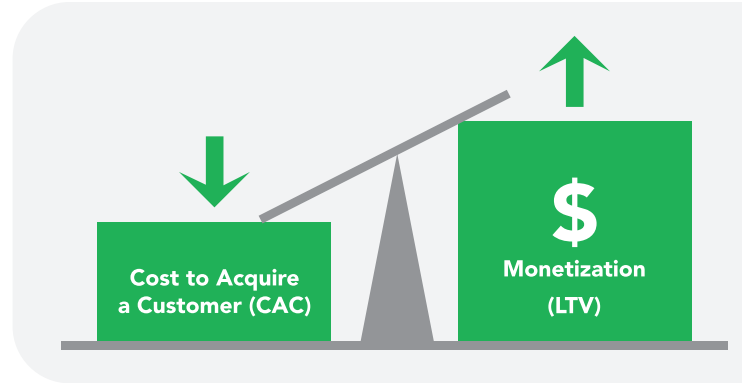 Cost to Acquire
a Customer (CAC)
$
Monetization
(LTV)